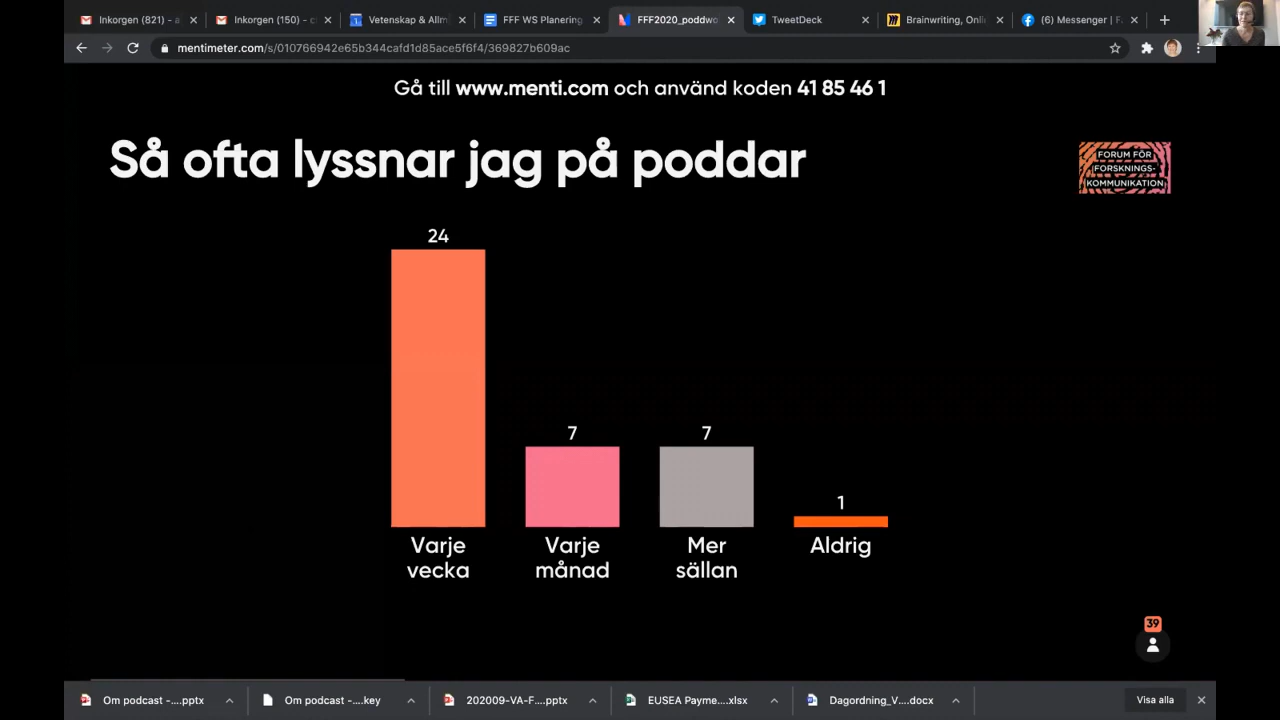 Inkorgen (821) - a
Inkorgen (150) - c
Vetenskap & Allm
FFF WS Planering
FFF2020_poddwo
TweetDeck
Brainwriting, Onli
(6) Messenger | F
mentimeter.com/s/010766942e65b344cafd1d85ace5f6f4/369827b609ac
Gå till www.menti.com och använd koden 41 85 46 1
Så ofta lyssnar jag på poddar
FORUM FÖR
FORSKNINGS-
KOMMUNIKATION
24
7
7
1
Varje
vecka
Varje
månad
Mer
sällan
Aldrig
39
Om podcast -....pptx
Om podcast -....key
202009-VA-F....pptx
EUSEA Payme....xlsx
Dagordning_V....docx
Visa alla